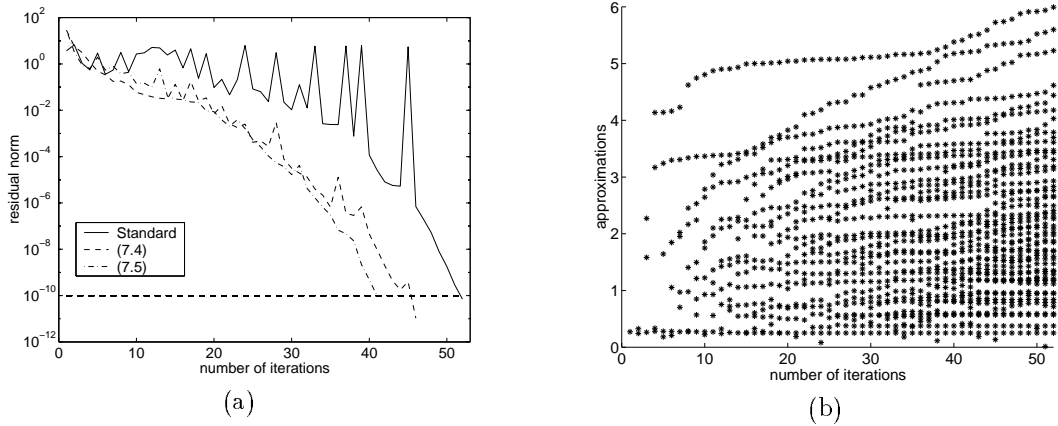 10^2
10^0
10^−2
10^−4
10^−6
10^−8
10^−10
10^−12
residual norm
Standard
(7.4)
(7.5)
0 10 20 30 40 50
number of iterations
(a)
6
5
4
3
2
1
0
approximations
0 10 20 30 40 50
number of iterations
(b)